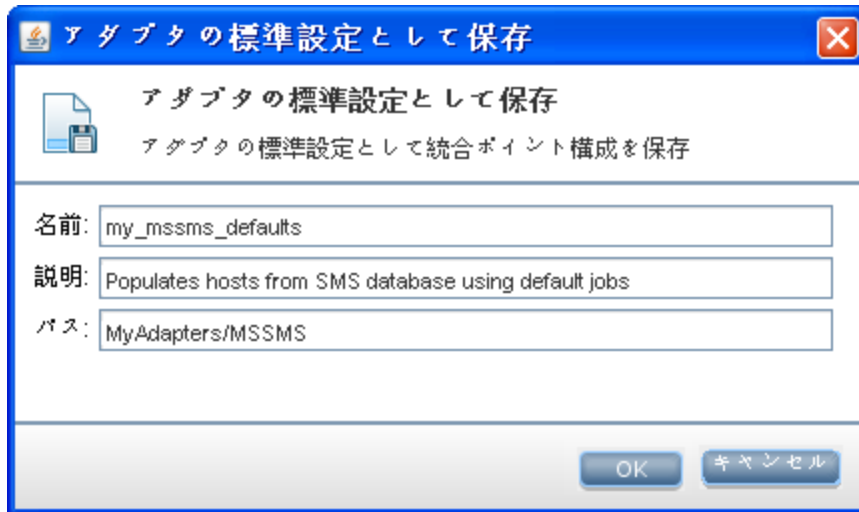 アダプタの標準設定として保存
アダプタの標準設定として保存
アダプタの標準設定として統合ポイント構成を保存
名前: my_mssms_defaults
説明: Populates hosts from SMS database using default jobs
パス: MyAdapters/MSSMS
OK キャンセル